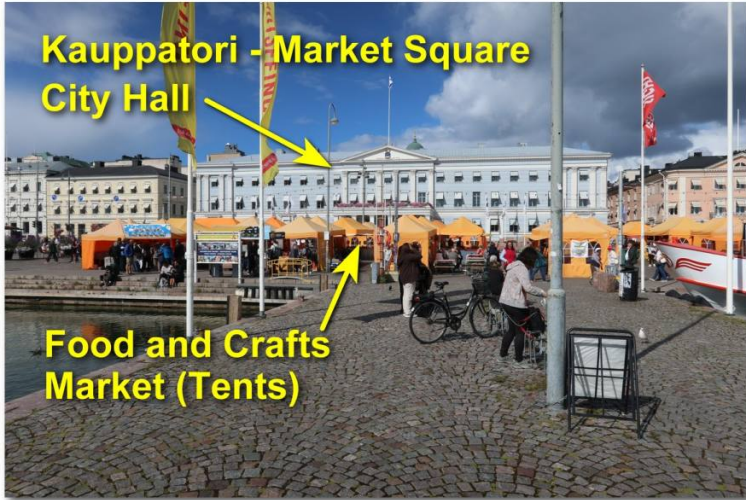 Kauppatori - Market Square
City Hall
Food and Crafts
Market (Tents)